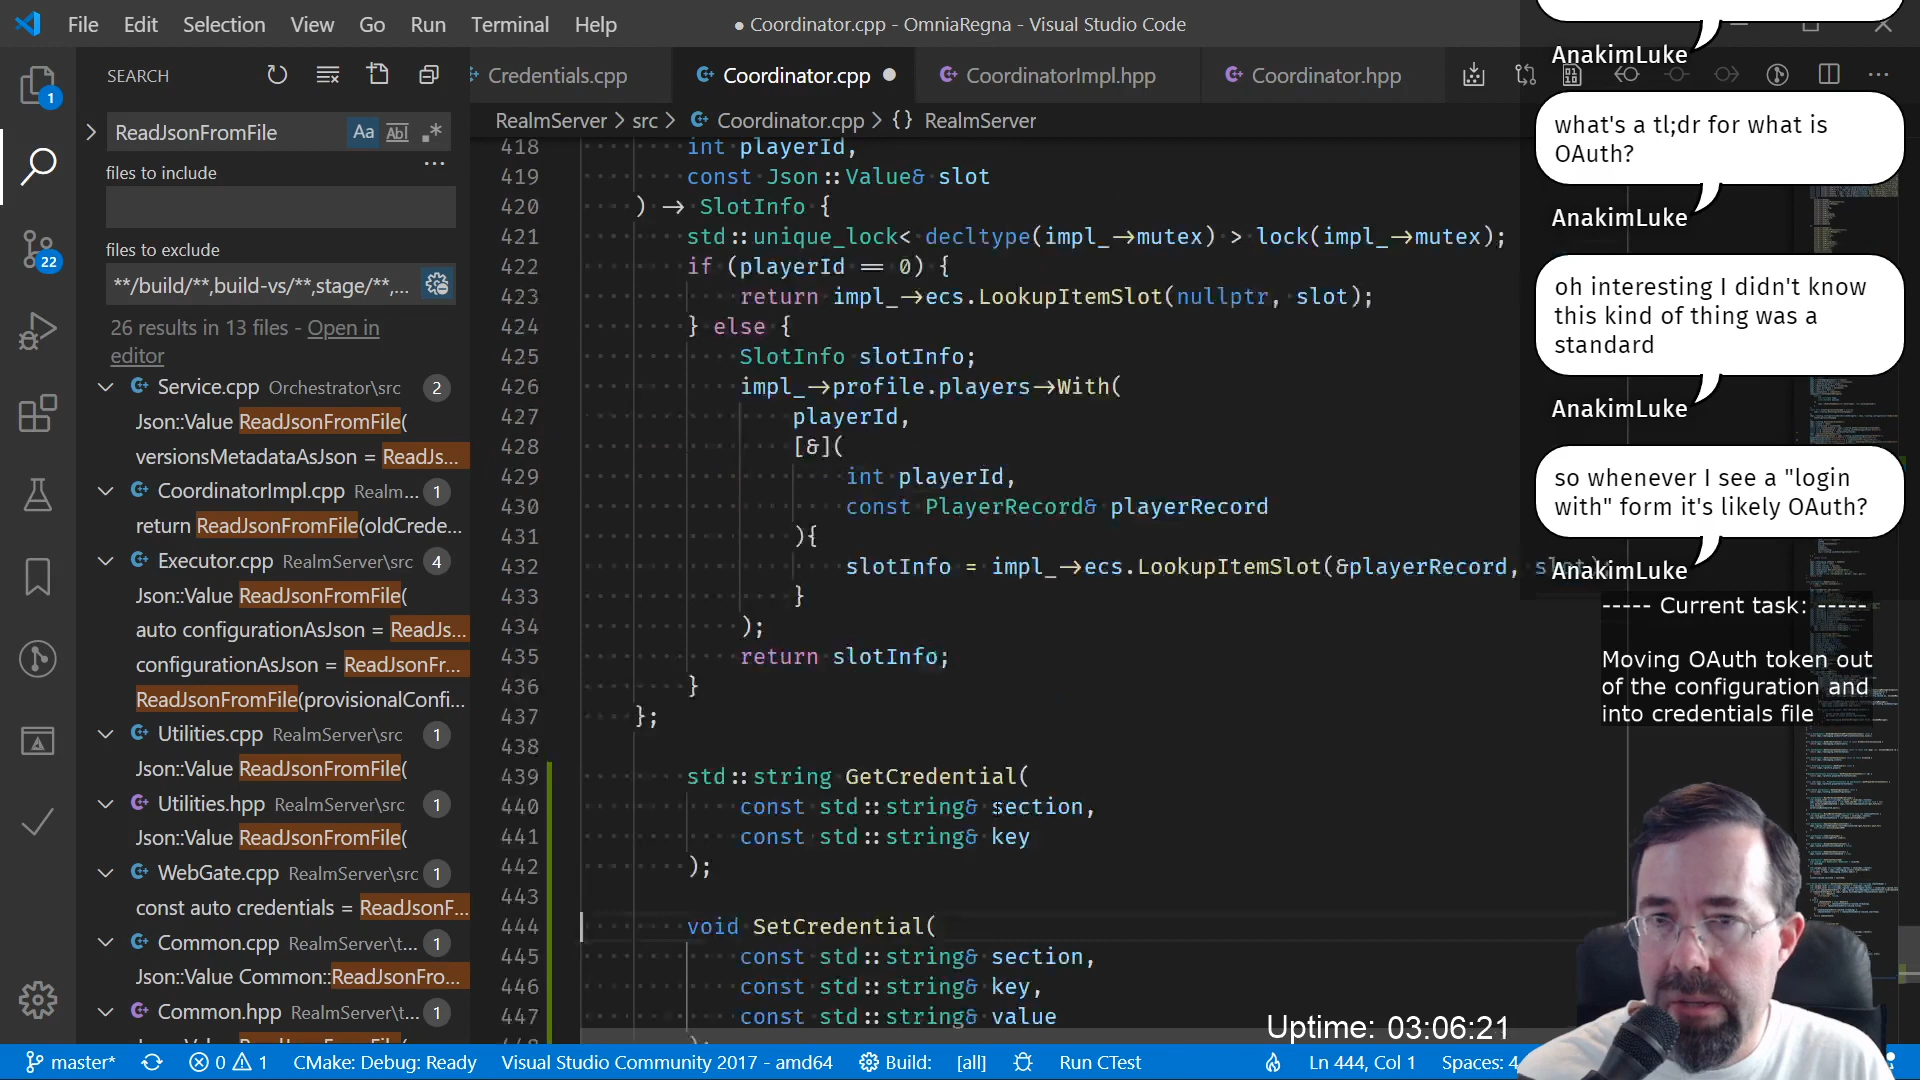 File Edit Selection View Go Run Terminal Help
● Coordinator.cpp - OmniaRegna - Visual Studio Code
SEARCH
Credentials.cpp
Coordinator.cpp ●
CoordinatorImpl.hpp
Coordinator.hpp
RealmServer > src > Coordinator.cpp > {} RealmServer
1
22
ReadJsonFromFile
Aa
Abl
.*
files to include
files to exclude
**/build/**,build-vs/**,stage/**,...
26 results in 13 files - Open in
editor
Service.cpp Orchestrator\src 2
Json::Value ReadJsonFromFile(
versionsMetadataAsJson = ReadJs...
CoordinatorImpl.cpp Realm... 1
return ReadJsonFromFile(oldCrede...
Executor.cpp RealmServer\src 4
Json::Value ReadJsonFromFile(
auto configurationAsJson = ReadJs...
configurationAsJson = ReadJsonFr...
ReadJsonFromFile(provisionalConfi...
Utilities.cpp RealmServer\src 1
Json::Value ReadJsonFromFile(
Utilities.hpp RealmServer\src 1
Json::Value ReadJsonFromFile(
WebGate.cpp RealmServer\src 1
const auto credentials = ReadJsonF...
Common.cpp RealmServer\t... 1
Json::Value Common::ReadJsonFro...
Common.hpp RealmServer\t... 1
418 int playerId,
419 const Json::Value& slot
420 ) -> SlotInfo {
421 std::unique_lock< decltype(impl_->mutex) > lock(impl_->mutex);
422 if (playerId == 0) {
423 return impl_->ecs.LookupItemSlot(nullptr, slot);
424 } else {
425 SlotInfo slotInfo;
426 impl_->profile.players->With(
427 playerId,
428 [&](
429 int playerId,
430 const PlayerRecord& playerRecord
431 ){
432 slotInfo = impl_->ecs.LookupItemSlot(&playerRecord, slot);
433 }
434 );
435 return slotInfo;
436 }
437 };
438
439 std::string GetCredential(
440 const std::string& section,
441 const std::string& key
442 );
443
444 void SetCredential(
445 const std::string& section,
446 const std::string& key,
447 const std::string& value
AnakimLuke
what's a tl;dr for what is
OAuth?
AnakimLuke
oh interesting I didn't know
this kind of thing was a
standard
AnakimLuke
so whenever I see a "login
with" form it's likely OAuth?
AnakimLuke
----- Current task: -----
Moving OAuth token out
of the configuration and
into credentials file
Uptime: 03:06:21
master* 0 1 CMake: Debug: Ready Visual Studio Community 2017 - amd64 Build: [all] Run CTest Ln 444, Col 1 Spaces: 4